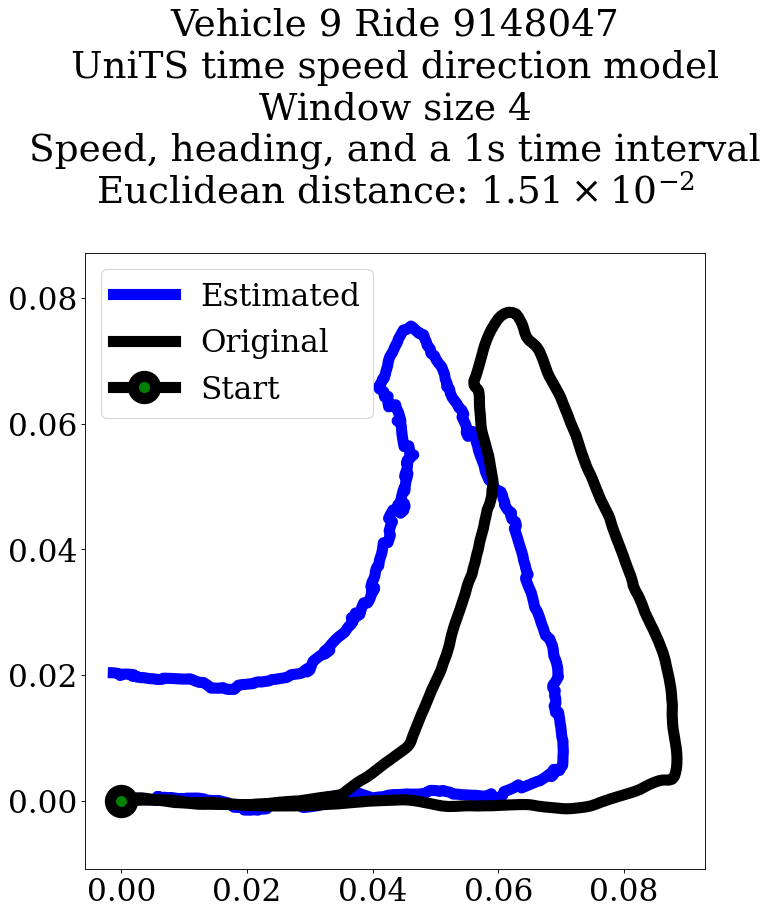 Vehicle 9 Ride 9148047
UniTS time speed direction model
Window size 4
Speed, heading, and a 1s time interval
Euclidean distance: 1.51 × 10⁻²
Estimated
Original
Start
0.08
0.06
0.04
0.02
0.00
0.00 0.02 0.04 0.06 0.08